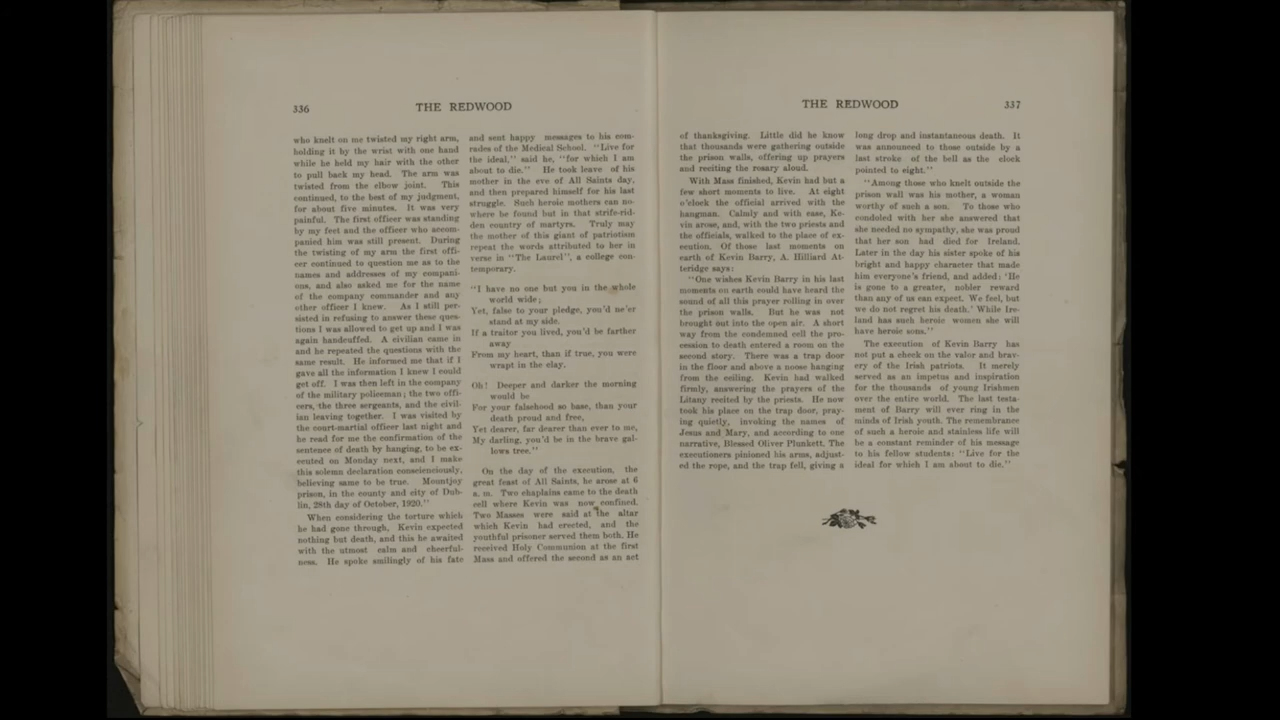 336
THE REDWOOD
who knelt on me twisted my right arm,
holding it by the wrist with one hand
while he held my hair with the other
to pull back my head. The arm was
twisted from the elbow joint. This
continued, to the best of my judgment,
for about five minutes. It was very
painful. The first officer was standing
by my feet and the officer who accom-
panied him was still present. During
the twisting of my arm the first offi-
cer continued to question me as to the
names and addresses of my compani-
ons, and also asked me for the name
of the company commander and any
other officer I knew. As I still per-
sisted in refusing to answer these ques-
tions I was allowed to get up and I was
again handcuffed. A civilian came in
and he repeated the questions with the
same result. He informed me that if I
gave all the information I knew I could
get off. I was then left in the company
of the military policeman; the two offi-
cers, the three sergeants, and the civil-
ian leaving together. I was visited by
the court-martial officer last night and
he read for me the confirmation of the
sentence of death by hanging, to be ex-
ecuted on Monday next, and I make
this solemn declaration conscienciously,
believing same to be true. Mountjoy
prison, in the county and city of Dub-
lin, 28th day of October, 1920.''
When considering the torture which
he had gone through, Kevin expected
nothing but death, and this he awaited
with the utmost calm and cheerful-
ness. He spoke smilingly of his fate
and sent happy messages to his com-
rades of the Medical School. ''Live for
the ideal,'' said he, ''for which I am
about to die.'' He took leave of his
mother in the eve of All Saints day,
and then prepared himself for his last
struggle. Such heroic mothers can no-
where be found but in that strife-rid-
den country of martyrs. Truly may
the mother of this giant of patriotism
repeat the words attributed to her in
verse in ''The Laurel'', a college con-
temporary.
''I have no one but you in the whole
world wide;
Yet, false to your pledge, you'd ne'er
stand at my side.
If a traitor you lived, you'd be farther
away
From my heart, than if true, you were
wrapt in the clay.
Oh! Deeper and darker the morning
would be
For your falsehood so base, than your
death proud and free,
Yet dearer, far dearer than ever to me,
My darling, you'd be in the brave gal-
lows tree.''
On the day of the execution, the
great feast of All Saints, he arose at 6
a. m. Two chaplains came to the death
cell where Kevin was now confined.
Two Masses were said at the altar
which Kevin had erected, and the
youthful prisoner served them both. He
received Holy Communion at the first
Mass and offered the second as an act
THE REDWOOD
337
of thanksgiving. Little did he know
that thousands were gathering outside
the prison walls, offering up prayers
and reciting the rosary aloud.
With Mass finished, Kevin had but a
few short moments to live. At eight
o'clock the official arrived with the
hangman. Calmly and with ease, Ke-
vin arose, and, with the two priests and
the officials, walked to the place of ex-
ecution. Of those last moments on
earth of Kevin Barry, A. Hilliard At-
teridge says:
''One wishes Kevin Barry in his last
moments on earth could have heard the
sound of all this prayer rolling in over
the prison walls. But he was not
brought out into the open air. A short
way from the condemned cell the pro-
cession to death entered a room on the
second story. There was a trap door
in the floor and above a noose hanging
from the ceiling. Kevin had walked
firmly, answering the prayers of the
Litany recited by the priests. He now
took his place on the trap door, pray-
ing quietly, invoking the names of
Jesus and Mary, and according to one
narrative, Blessed Oliver Plunkett. The
executioners pinioned his arms, adjust-
ed the rope, and the trap fell, giving a
long drop and instantaneous death. It
was announced to those outside by a
last stroke of the bell as the clock
pointed to eight.''
''Among those who knelt outside the
prison wall was his mother, a woman
worthy of such a son. To those who
condoled with her she answered that
she needed no sympathy, she was proud
that her son had died for Ireland.
Later in the day his sister spoke of his
bright and happy character that made
him everyone's friend, and added: 'He
is gone to a greater, nobler reward
than any of us can expect. We feel, but
we do not regret his death.' While Ire-
land has such heroic women she will
have heroic sons.''
The execution of Kevin Barry has
not put a check on the valor and brav-
ery of the Irish patriots. It merely
served as an impetus and inspiration
for the thousands of young Irishmen
over the entire world. The last testa-
ment of Barry will ever ring in the
minds of Irish youth. The remembrance
of such a heroic and stainless life will
be a constant reminder of his message
to his fellow students: ''Live for the
ideal for which I am about to die.''